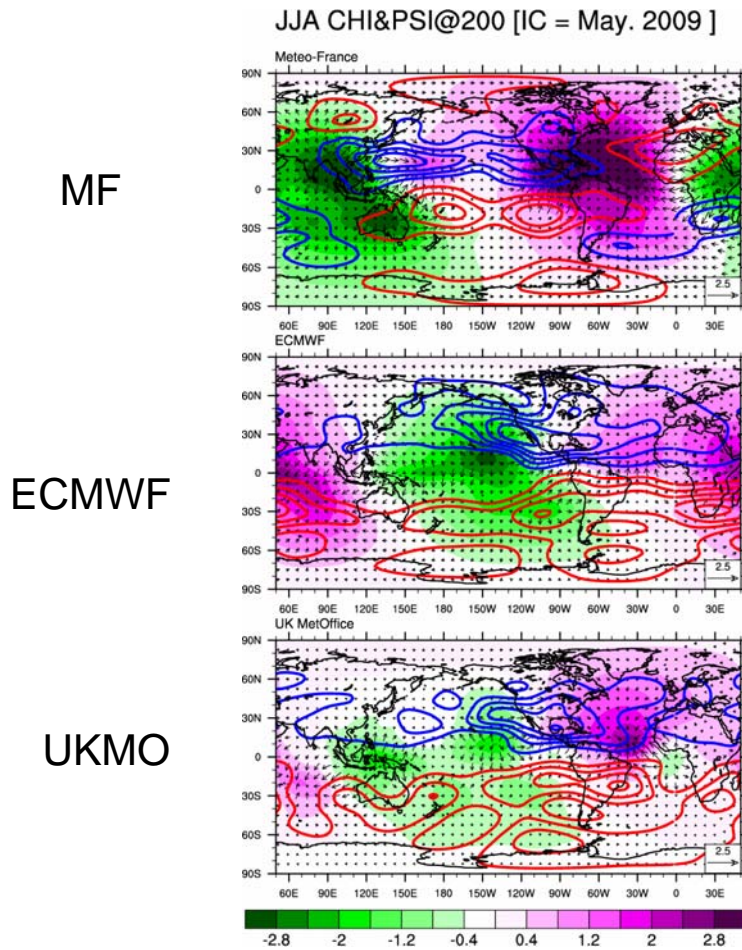 JJA CHI&PSI@200 [IC = May. 2009 ]
Meteo-France
MF
90N
60N
30N
0
30S
60S
90S
2.5
60E 90E 120E 150E 180 150W 120W 90W 60W 30W 0 30E
ECMWF
ECMWF
90N
60N
30N
0
30S
60S
90S
2.5
60E 90E 120E 150E 180 150W 120W 90W 60W 30W 0 30E
UK MetOffice
UKMO
90N
60N
30N
0
30S
60S
90S
2.5
60E 90E 120E 150E 180 150W 120W 90W 60W 30W 0 30E
-2.8 -2 -1.2 -0.4 0.4 1.2 2 2.8